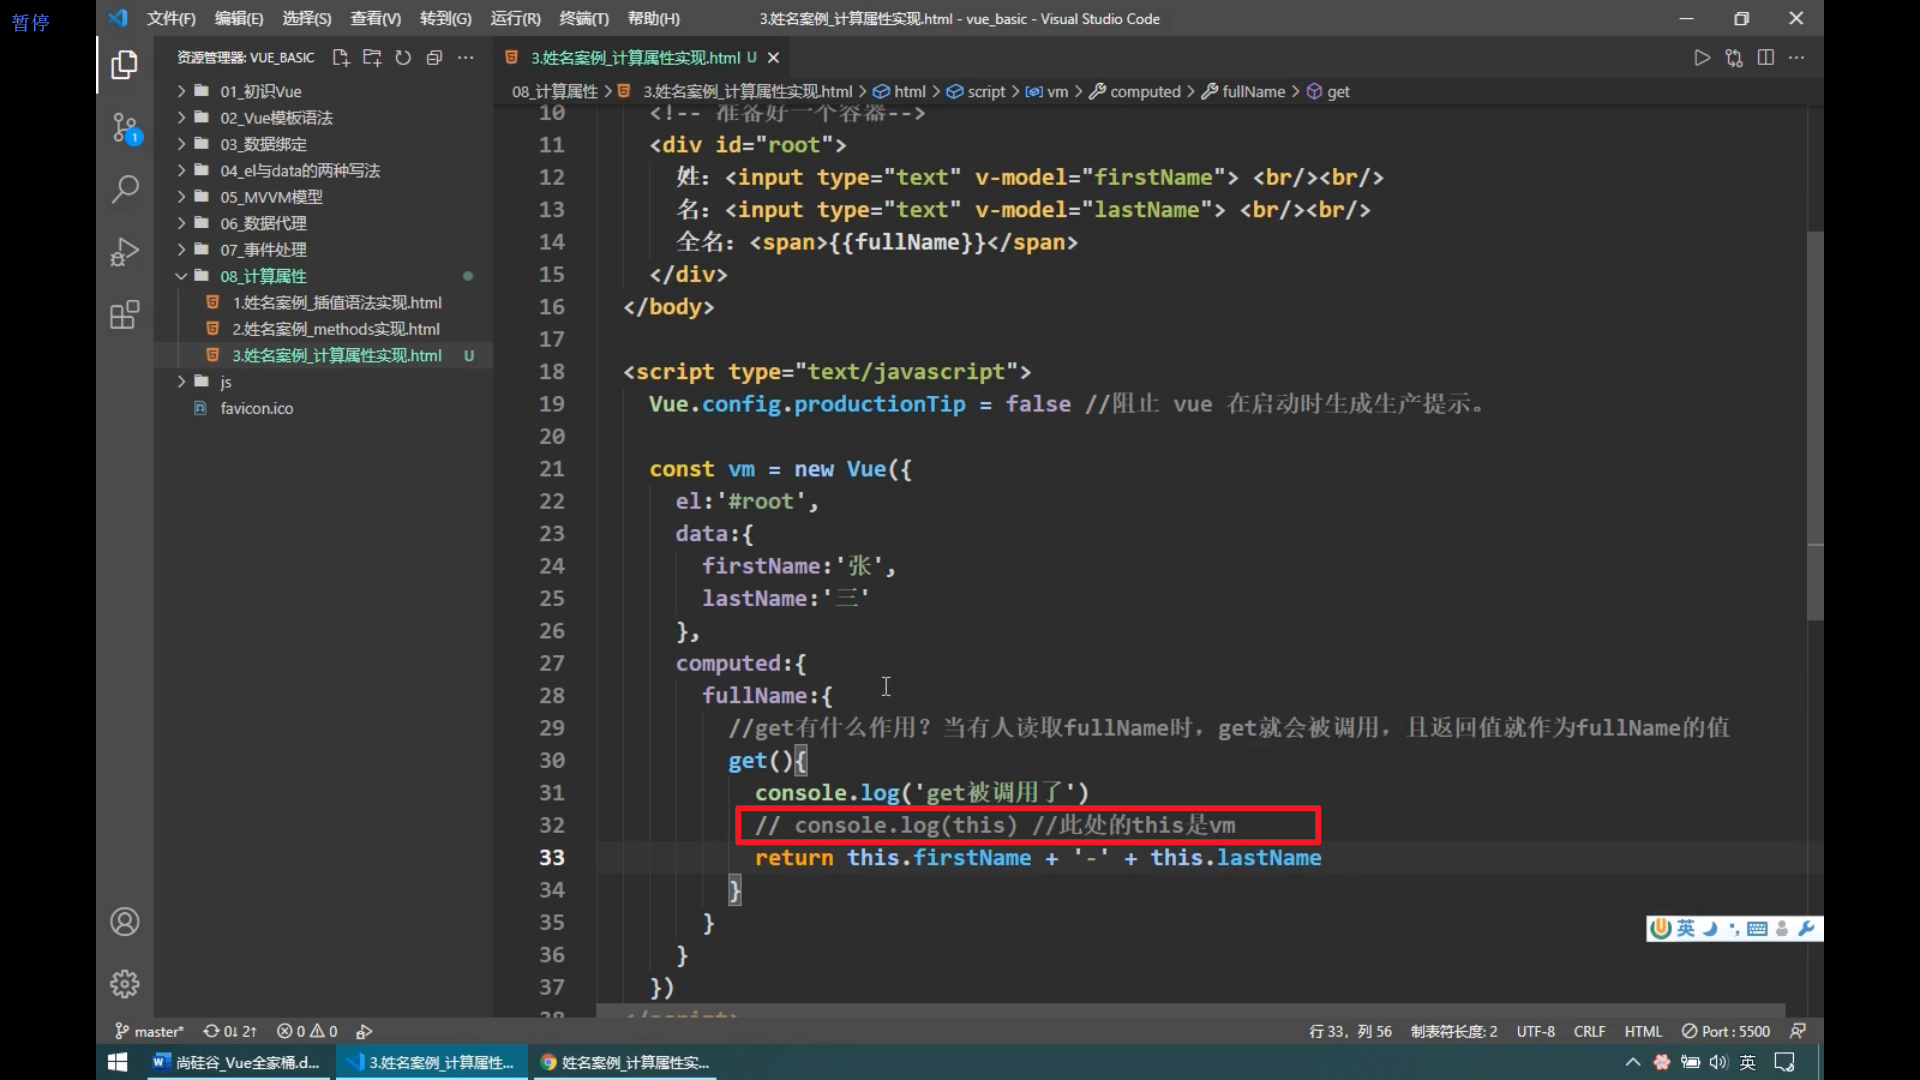 暂停
文件(F) 编辑(E) 选择(S) 查看(V) 转到(G) 运行(R) 终端(T) 帮助(H) 3.姓名案例_计算属性实现.html - vue_basic - Visual Studio Code
资源管理器: VUE_BASIC
01_初识Vue
02_Vue模板语法
03_数据绑定
04_el与data的两种写法
05_MVVM模型
06_数据代理
07_事件处理
08_计算属性
1.姓名案例_插值语法实现.html
2.姓名案例_methods实现.html
3.姓名案例_计算属性实现.html U
js
favicon.ico
1
3.姓名案例_计算属性实现.html U
08_计算属性 > 3.姓名案例_计算属性实现.html > html > script > vm > computed > fullName > get
10 <!-- 准备好一个容器-->
11 <div id="root">
12 姓：<input type="text" v-model="firstName"> <br/><br/>
13 名：<input type="text" v-model="lastName"> <br/><br/>
14 全名：<span>{{fullName}}</span>
15 </div>
16 </body>
17
18 <script type="text/javascript">
19 Vue.config.productionTip = false //阻止 vue 在启动时生成生产提示。
20
21 const vm = new Vue({
22 el:'#root',
23 data:{
24 firstName:'张',
25 lastName:'三'
26 },
27 computed:{
28 fullName:{
29 //get有什么作用？当有人读取fullName时，get就会被调用，且返回值就作为fullName的值
30 get(){
31 console.log('get被调用了')
32 // console.log(this) //此处的this是vm
33 return this.firstName + '-' + this.lastName
34 }
35 }
36 }
37 })
38 </script>
英
master* 0↓ 2↑ 0 0 行 33，列 56 制表符长度: 2 UTF-8 CRLF HTML Port : 5500
尚硅谷_Vue全家桶.d... 3.姓名案例_计算属性... 姓名案例_计算属性实... 英